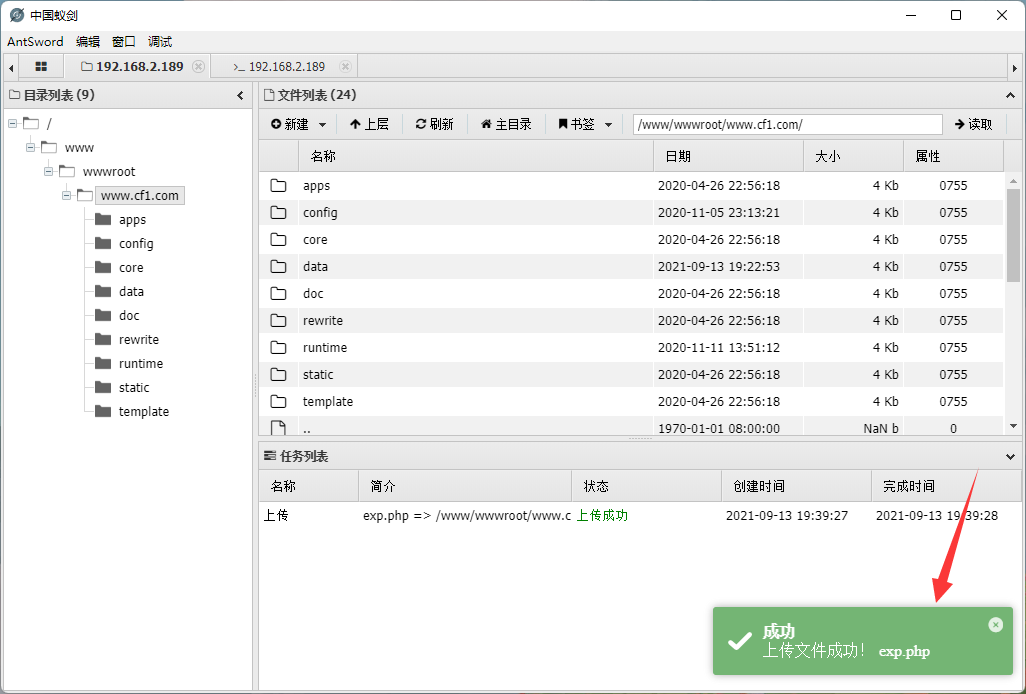 中国蚁剑
AntSword 编辑 窗口 调试
192.168.2.189 >_ 192.168.2.189
目录列表 (9)
/
www
wwwroot
www.cf1.com
apps
config
core
data
doc
rewrite
runtime
static
template
文件列表 (24)
新建 上层 刷新 主目录 书签 /www/wwwroot/www.cf1.com/ 读取
名称 日期 大小 属性
apps 2020-04-26 22:56:18 4 Kb 0755
config 2020-11-05 23:13:21 4 Kb 0755
core 2020-04-26 22:56:18 4 Kb 0755
data 2021-09-13 19:22:53 4 Kb 0755
doc 2020-04-26 22:56:18 4 Kb 0755
rewrite 2020-04-26 22:56:18 4 Kb 0755
runtime 2020-11-11 13:51:12 4 Kb 0755
static 2020-04-26 22:56:18 4 Kb 0755
template 2020-04-26 22:56:18 4 Kb 0755
.. 1970-01-01 08:00:00 NaN b 0
任务列表
名称 简介 状态 创建时间 完成时间
上传 exp.php => /www/wwwroot/www.c 上传成功 2021-09-13 19:39:27 2021-09-13 19:39:28
成功
上传文件成功！ exp.php